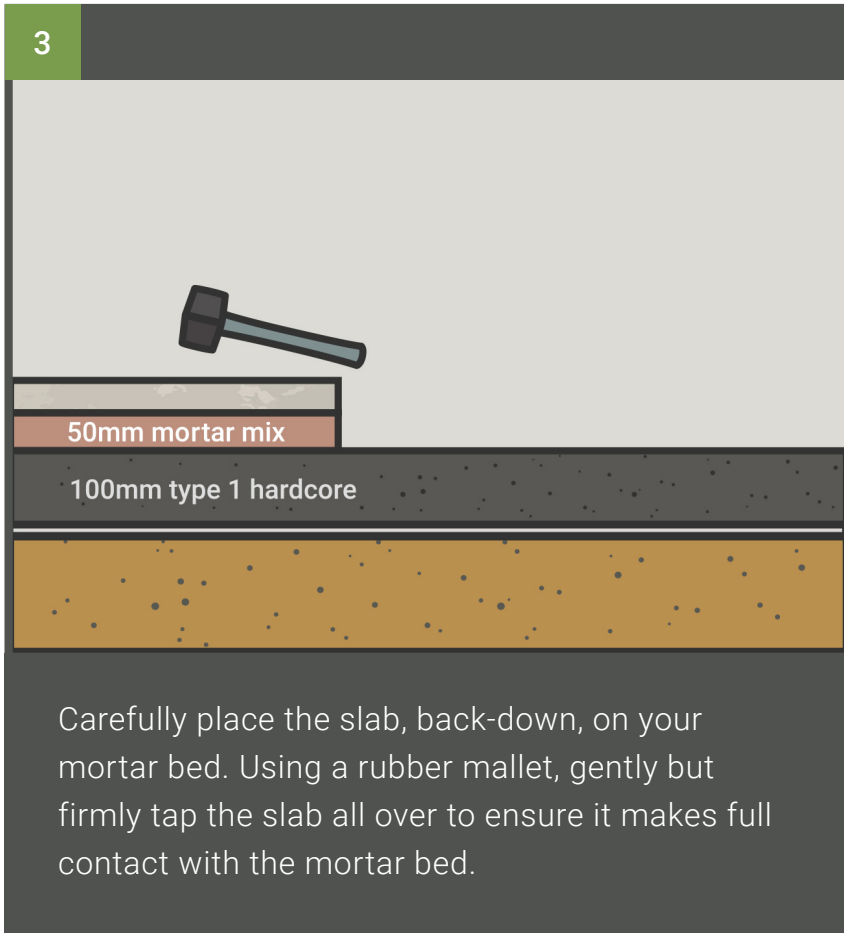 3
50mm mortar mix
100mm type 1 hardcore
Carefully place the slab, back-down, on your
mortar bed. Using a rubber mallet, gently but
firmly tap the slab all over to ensure it makes full
contact with the mortar bed.